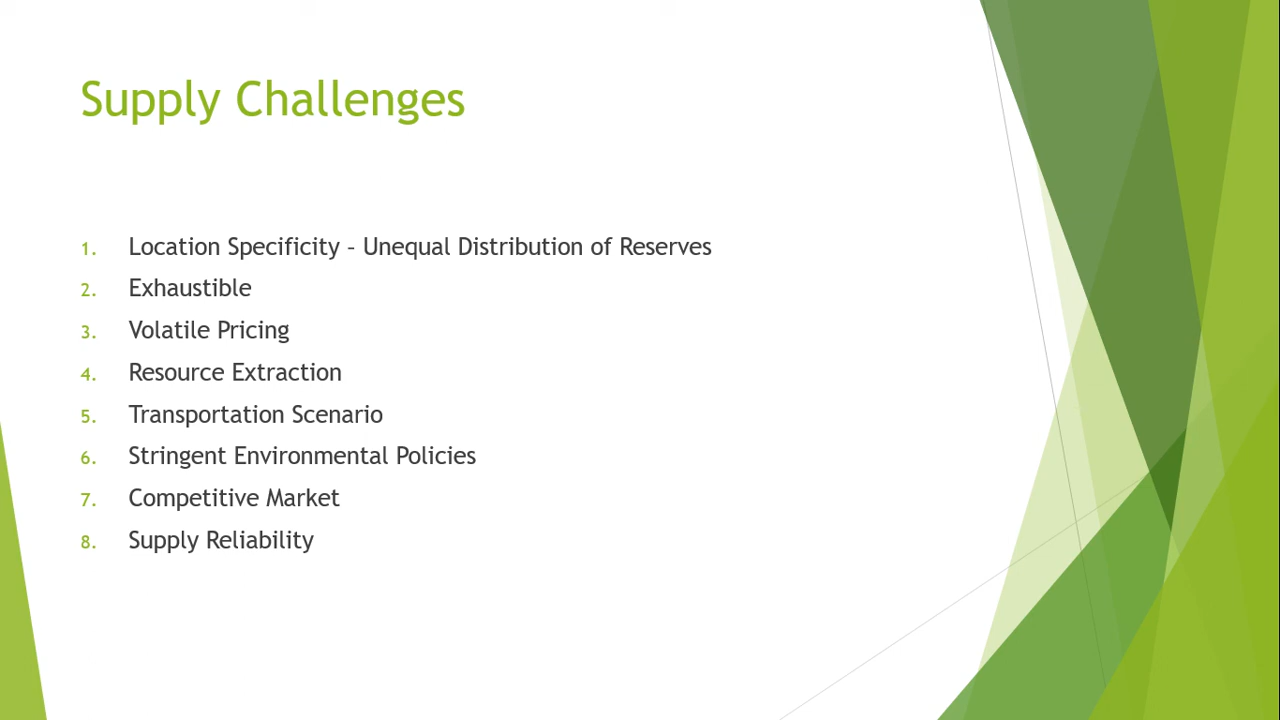 Supply Challenges
1. Location Specificity – Unequal Distribution of Reserves
2. Exhaustible
3. Volatile Pricing
4. Resource Extraction
5. Transportation Scenario
6. Stringent Environmental Policies
7. Competitive Market
8. Supply Reliability